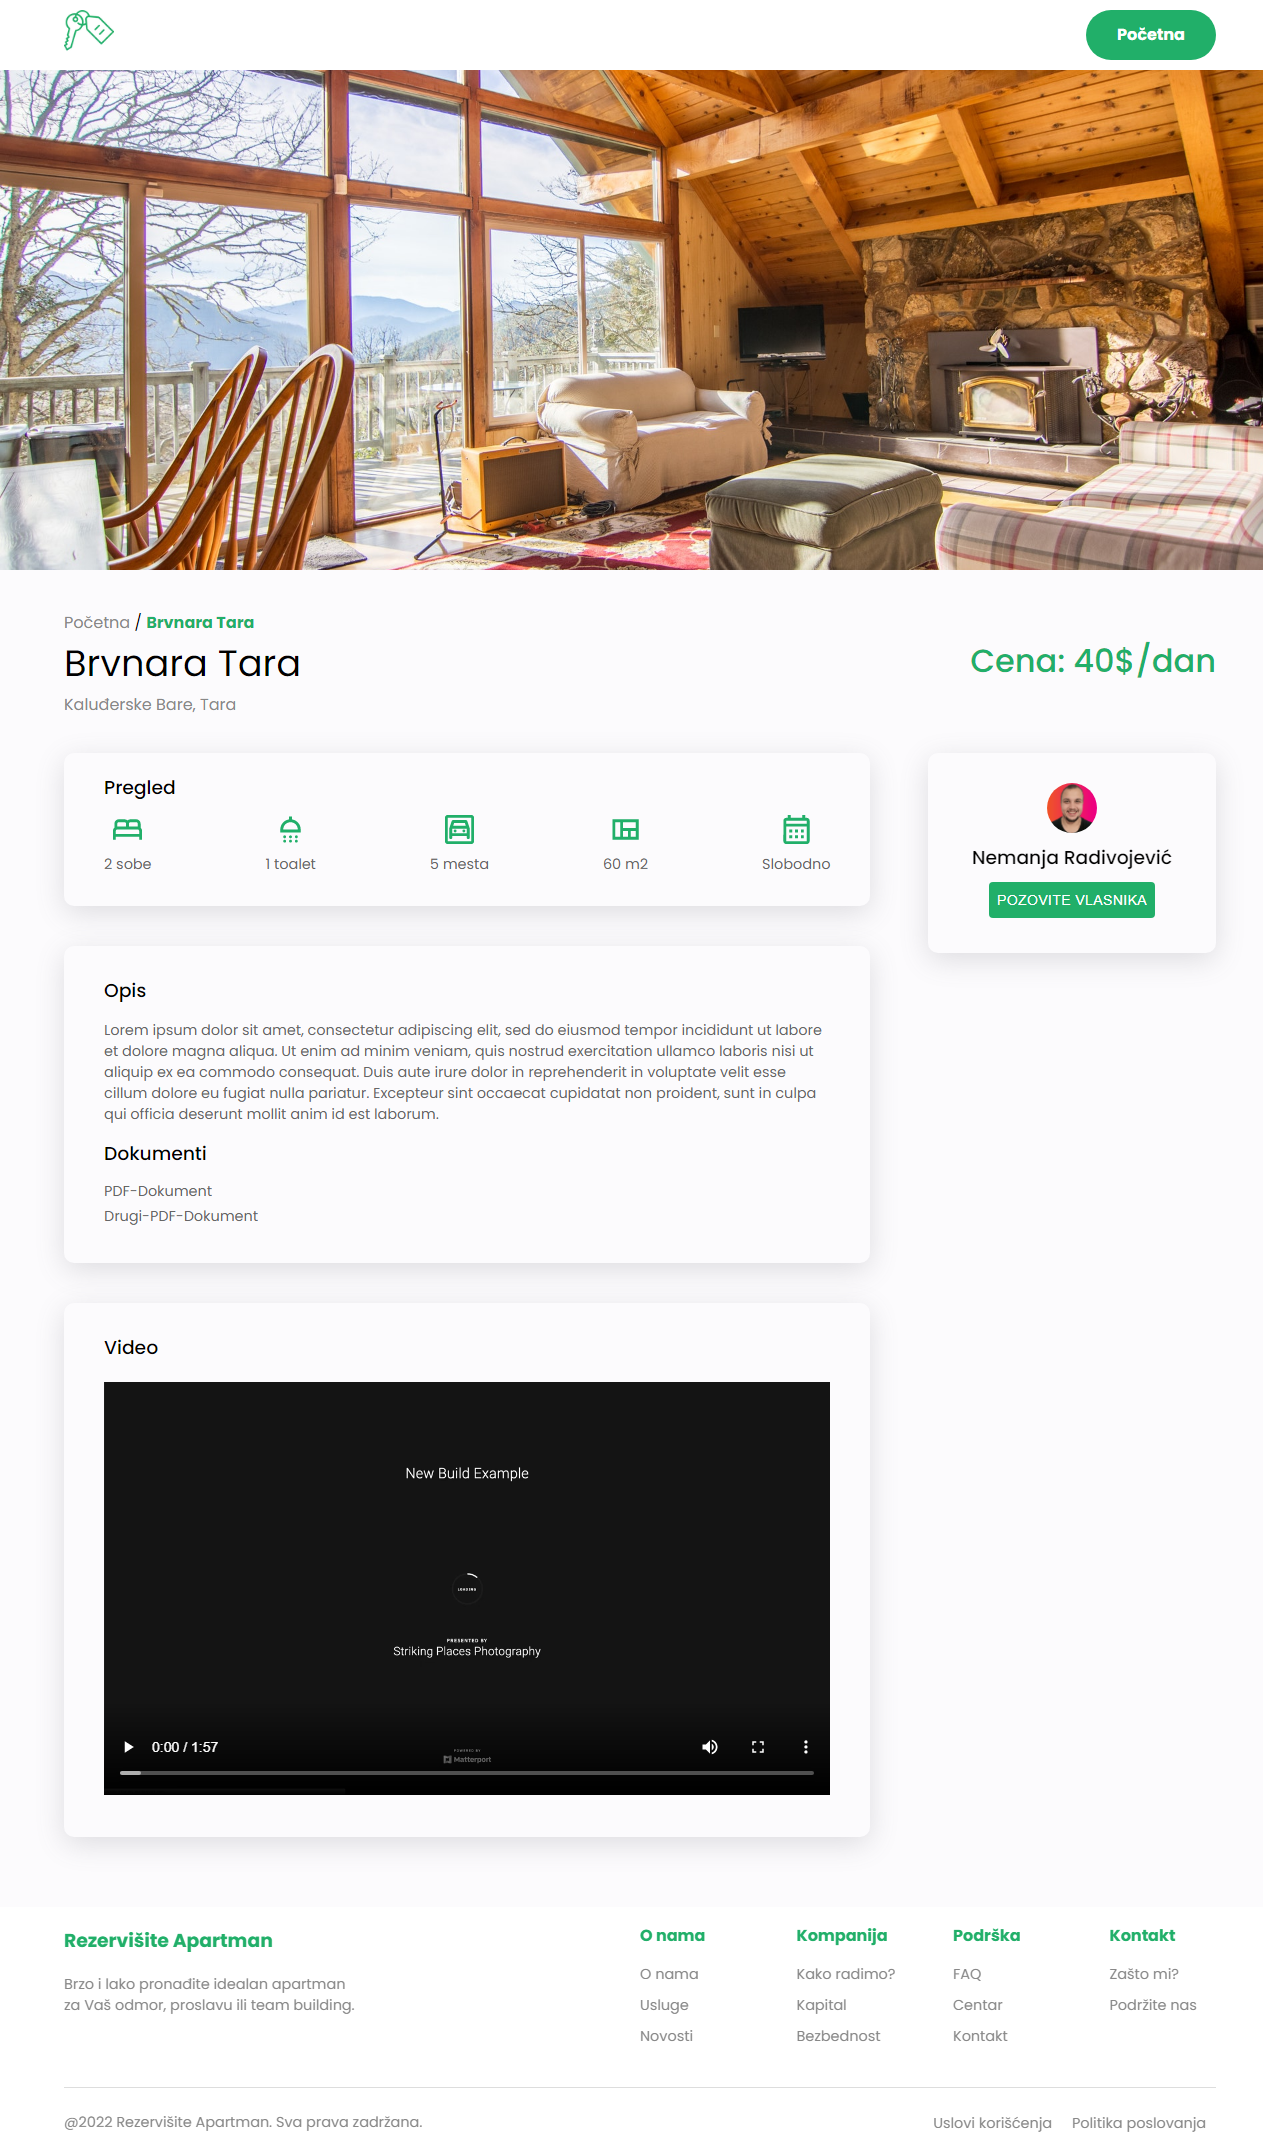 Početna
Početna / Brvnara Tara
Brvnara Tara
Cena: 40$/dan
Kaluđerske Bare, Tara
Pregled
2 sobe
1 toalet
5 mesta
60 m2
Slobodno
Nemanja Radivojević
POZOVITE VLASNIKA
Opis
Lorem ipsum dolor sit amet, consectetur adipiscing elit, sed do eiusmod tempor incididunt ut labore
et dolore magna aliqua. Ut enim ad minim veniam, quis nostrud exercitation ullamco laboris nisi ut
aliquip ex ea commodo consequat. Duis aute irure dolor in reprehenderit in voluptate velit esse
cillum dolore eu fugiat nulla pariatur. Excepteur sint occaecat cupidatat non proident, sunt in culpa
qui officia deserunt mollit anim id est laborum.
Dokumenti
PDF-Dokument
Drugi-PDF-Dokument
Video
New Build Example
LOADING
PRESENTED BY
Striking Places Photography
0:00 / 1:57
POWERED BY
Matterport
Rezervišite Apartman
Brzo i lako pronađite idealan apartman
za Vaš odmor, proslavu ili team building.
O nama
O nama
Usluge
Novosti
Kompanija
Kako radimo?
Kapital
Bezbednost
Podrška
FAQ
Centar
Kontakt
Kontakt
Zašto mi?
Podržite nas
@2022 Rezervišite Apartman. Sva prava zadržana.
Uslovi korišćenja
Politika poslovanja